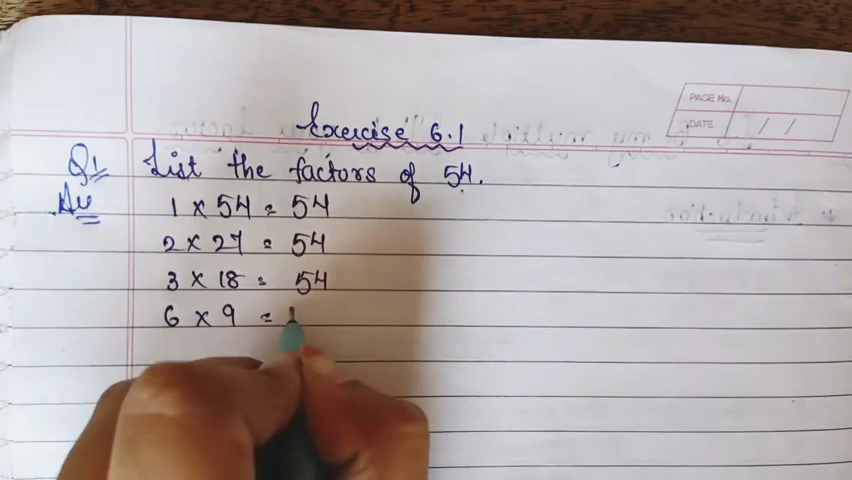 PAGE No.
DATE / /
Exercise 6.1
Q1 List the factors of 54.
An 1 x 54 = 54
2 x 27 = 54
3 x 18 = 54
6 x 9 =